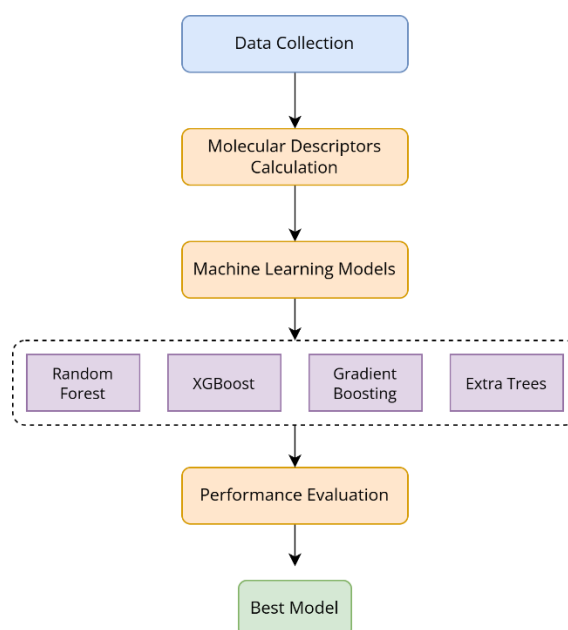 Data Collection
Molecular Descriptors
Calculation
Machine Learning Models
Random
Forest
XGBoost
Gradient
Boosting
Extra Trees
Performance Evaluation
Best Model